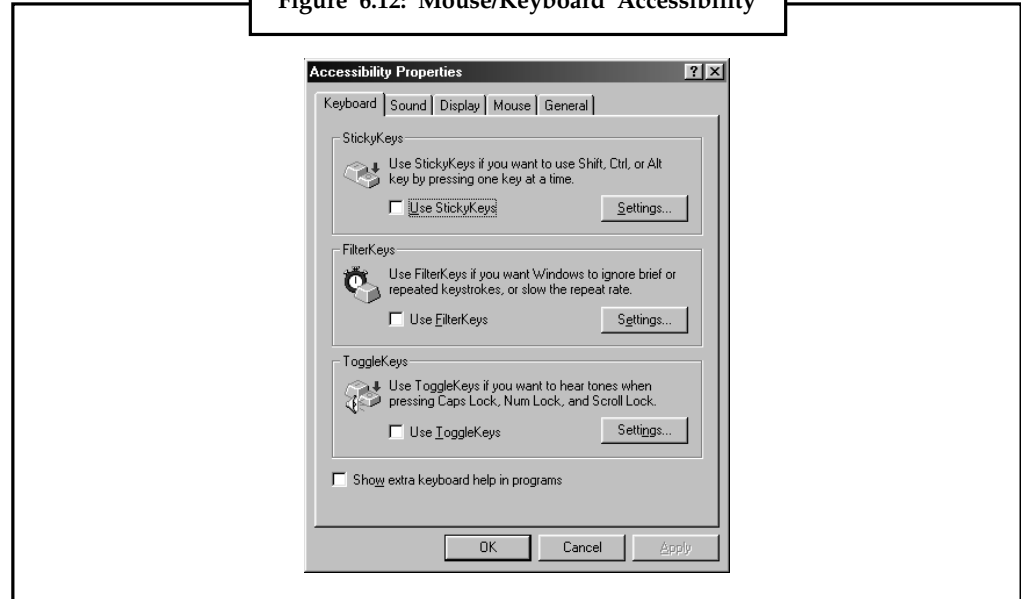 Figure 6.12: Mouse/Keyboard Accessibility
Accessibility Properties
Keyboard Sound Display Mouse General
StickyKeys
Use StickyKeys if you want to use Shift, Ctrl, or Alt
key by pressing one key at a time.
Use StickyKeys Settings...
FilterKeys
Use FilterKeys if you want Windows to ignore brief or
repeated keystrokes, or slow the repeat rate.
Use FilterKeys Settings...
ToggleKeys
Use ToggleKeys if you want to hear tones when
pressing Caps Lock, Num Lock, and Scroll Lock.
Use ToggleKeys Settings...
Show extra keyboard help in programs
OK Cancel Apply